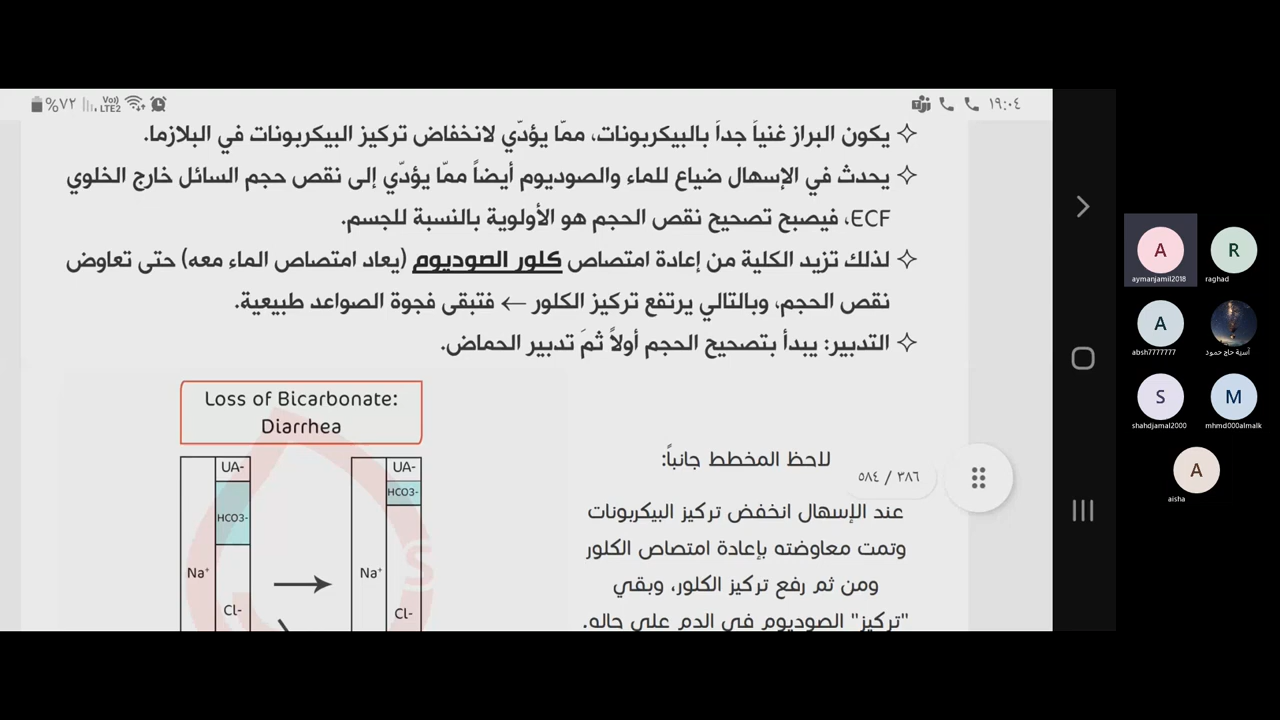 %٧٢
Vo)) LTE2
١٩:٠٤
يكون البراز غنياً جداً بالبيكربونات، ممّا يؤدّي لانخفاض تركيز البيكربونات في البلازما.
يحدث في الإسهال ضياع للماء والصوديوم أيضاً ممّا يؤدّي إلى نقص حجم السائل خارج الخلوي
ECF، فيصبح تصحيح نقص الحجم هو الأولوية بالنسبة للجسم.
لذلك تزيد الكلية من إعادة امتصاص كلور الصوديوم (يعاد امتصاص الماء معه) حتى تعاوض
نقص الحجم، وبالتالي يرتفع تركيز الكلور ← فتبقى فجوة الصواعد طبيعية.
التدبير: يبدأ بتصحيح الحجم أولاً ثمَ تدبير الحماض.
Loss of Bicarbonate:
Diarrhea
UA-
HCO3-
Na⁺
Cl-
UA-
HCO3-
Na⁺
Cl-
لاحظ المخطط جانباً:
٣٨٦ / ٥٨٤
عند الإسهال انخفض تركيز البيكربونات
وتمت معاوضته بإعادة امتصاص الكلور
ومن ثم رفع تركيز الكلور، وبقي
"تركيز" الصوديوم في الدم على حاله.
A
aymanjamil2018
R
raghad
A
absh7777777
آسية حاج حمود
S
shahdjamal2000
M
mhmd000almalk
A
aisha